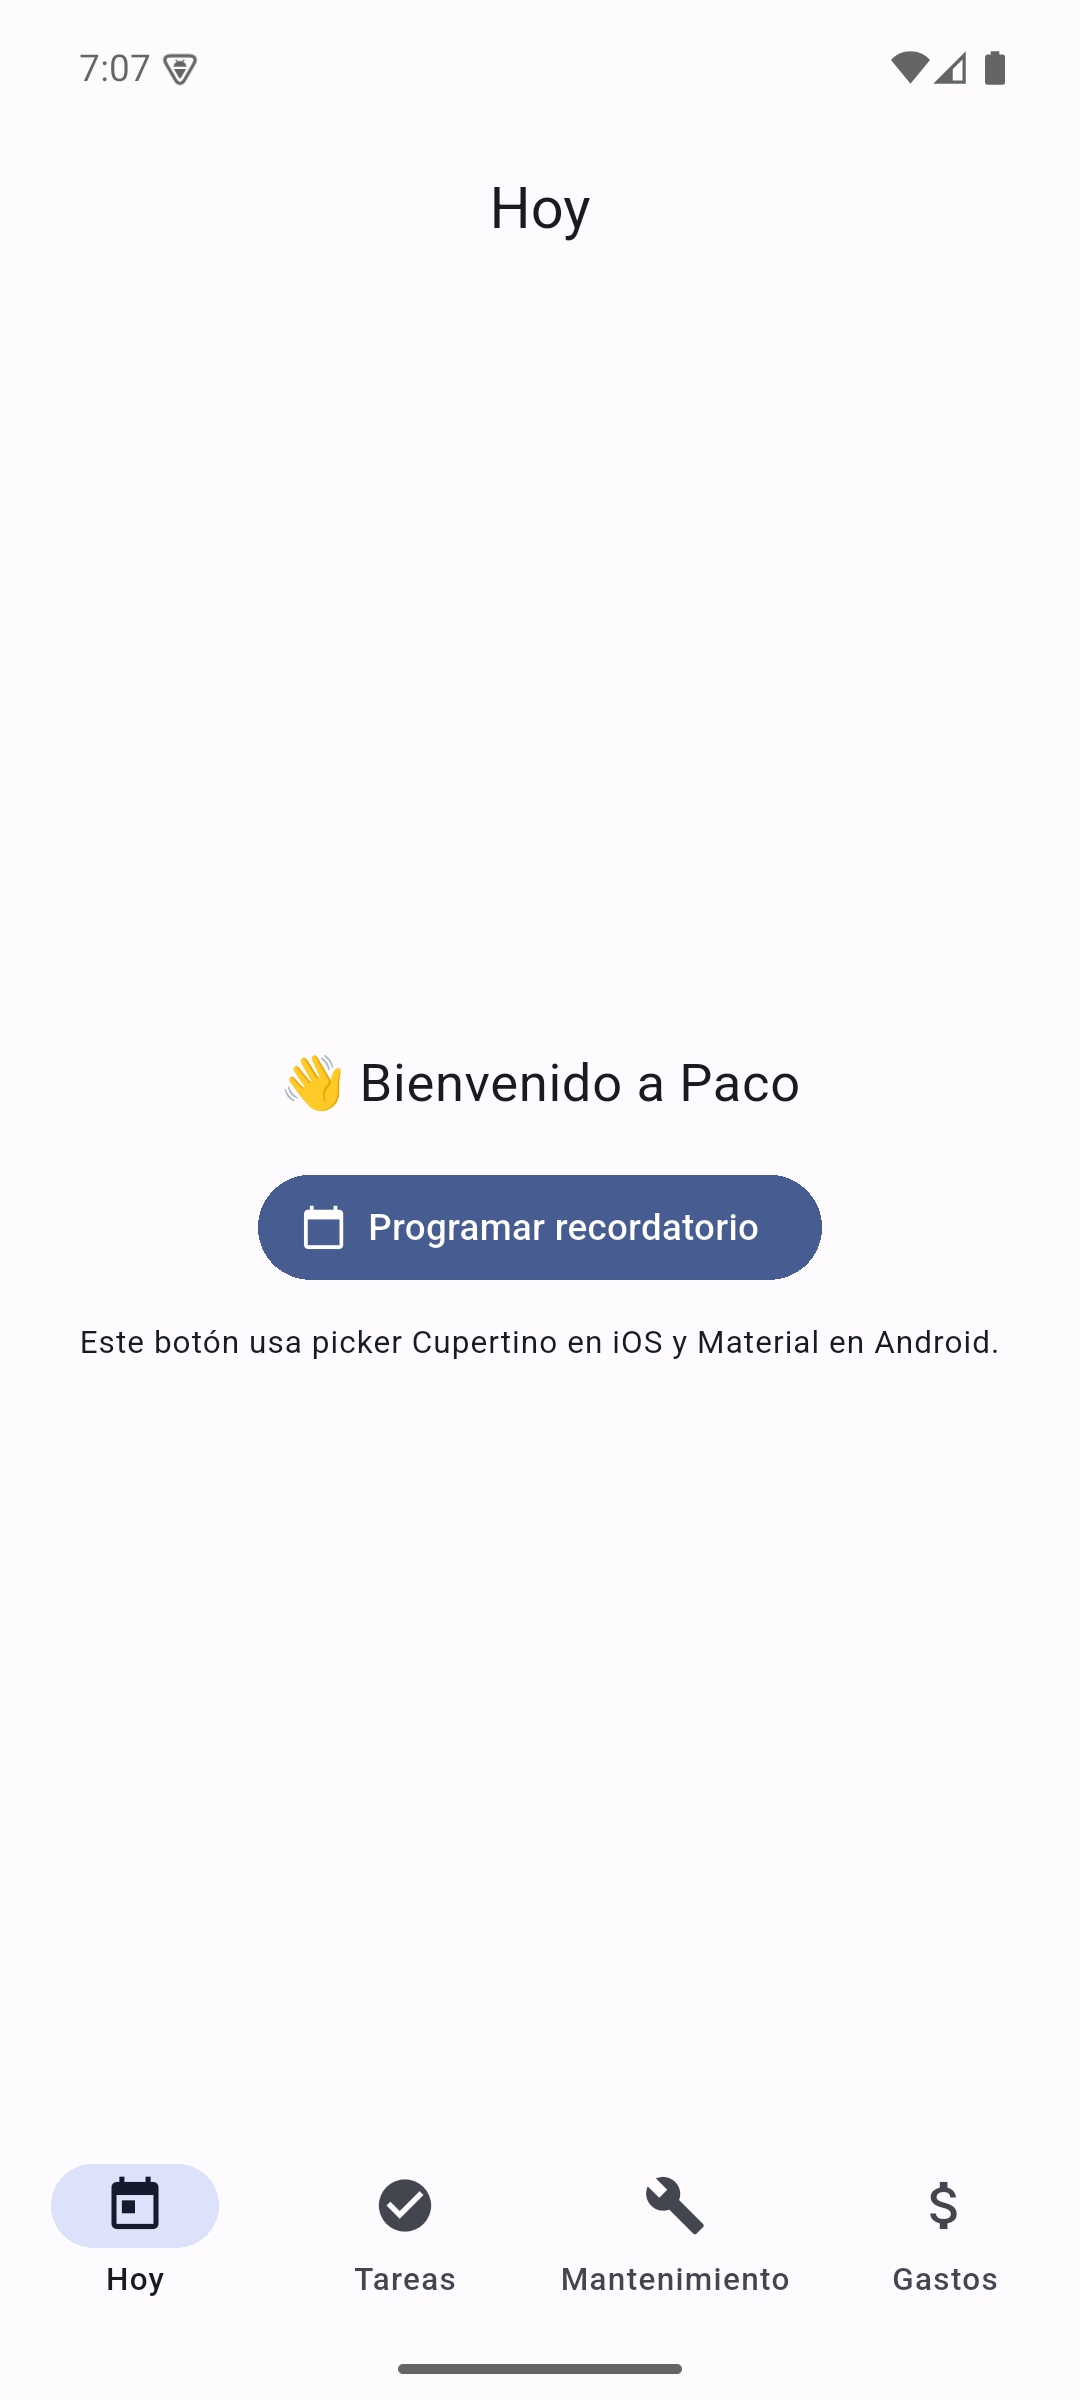 7:07
Hoy
👋 Bienvenido a Paco
Programar recordatorio
Este botón usa picker Cupertino en iOS y Material en Android.
Hoy
Tareas
Mantenimiento
Gastos